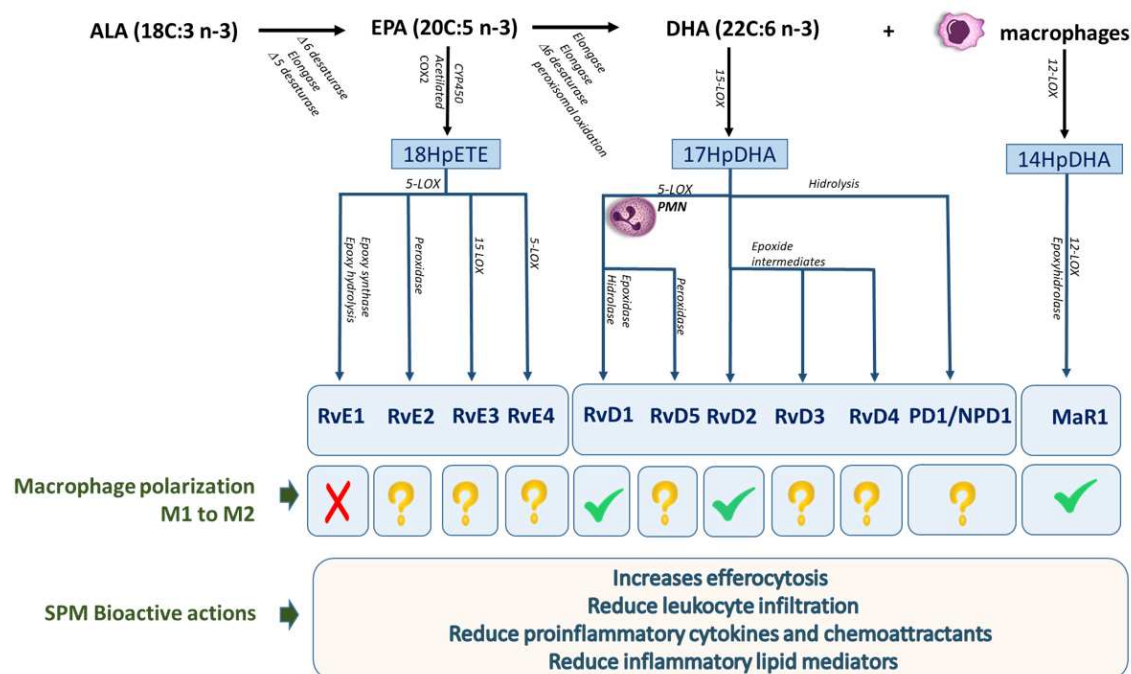 ALA (18C:3 n-3)
EPA (20C:5 n-3)
DHA (22C:6 n-3)
+
macrophages
Δ6 desaturase
Elongase
Δ5 desaturase
CYP450
Acetilated
COX2
Elongase
Elongase
Δ6 desaturase
peroxisomal oxidation
15-LOX
12-LOX
18HpETE
17HpDHA
14HpDHA
5-LOX
5-LOX
PMN
Hidrolysis
Epoxy synthase
Epoxy hydrolysis
Peroxidase
15 LOX
5-LOX
Epoxidase
Hidrolase
Peroxidase
Epoxide
intermediates
12-LOX
Epoxyhidrolase
RvE1
RvE2
RvE3
RvE4
RvD1
RvD5
RvD2
RvD3
RvD4
PD1/NPD1
MaR1
Macrophage polarization
M1 to M2
? ? ? ? ? ? ?
SPM Bioactive actions
Increases efferocytosis
Reduce leukocyte infiltration
Reduce proinflammatory cytokines and chemoattractants
Reduce inflammatory lipid mediators